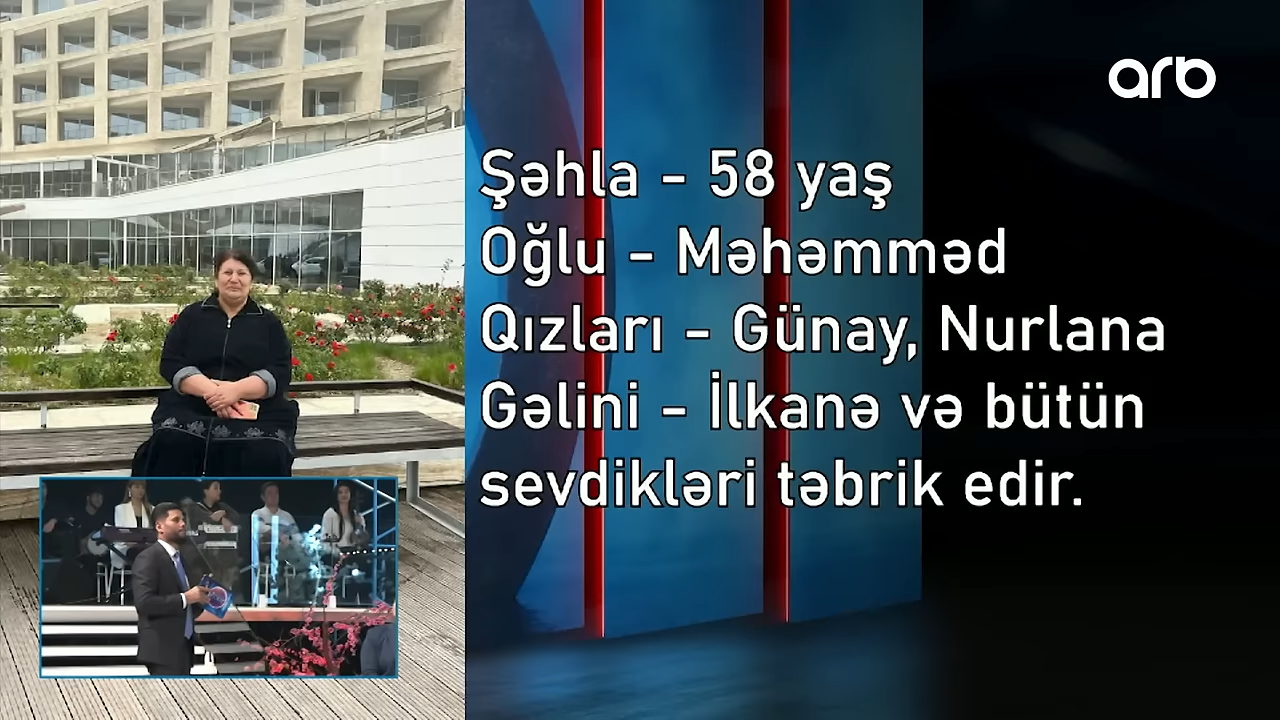 arb
Şəhla - 58 yaş
Oğlu - Məhəmməd
Qızları - Günay, Nurlana
Gəlini - İlkanə və bütün
sevdikləri təbrik edir.